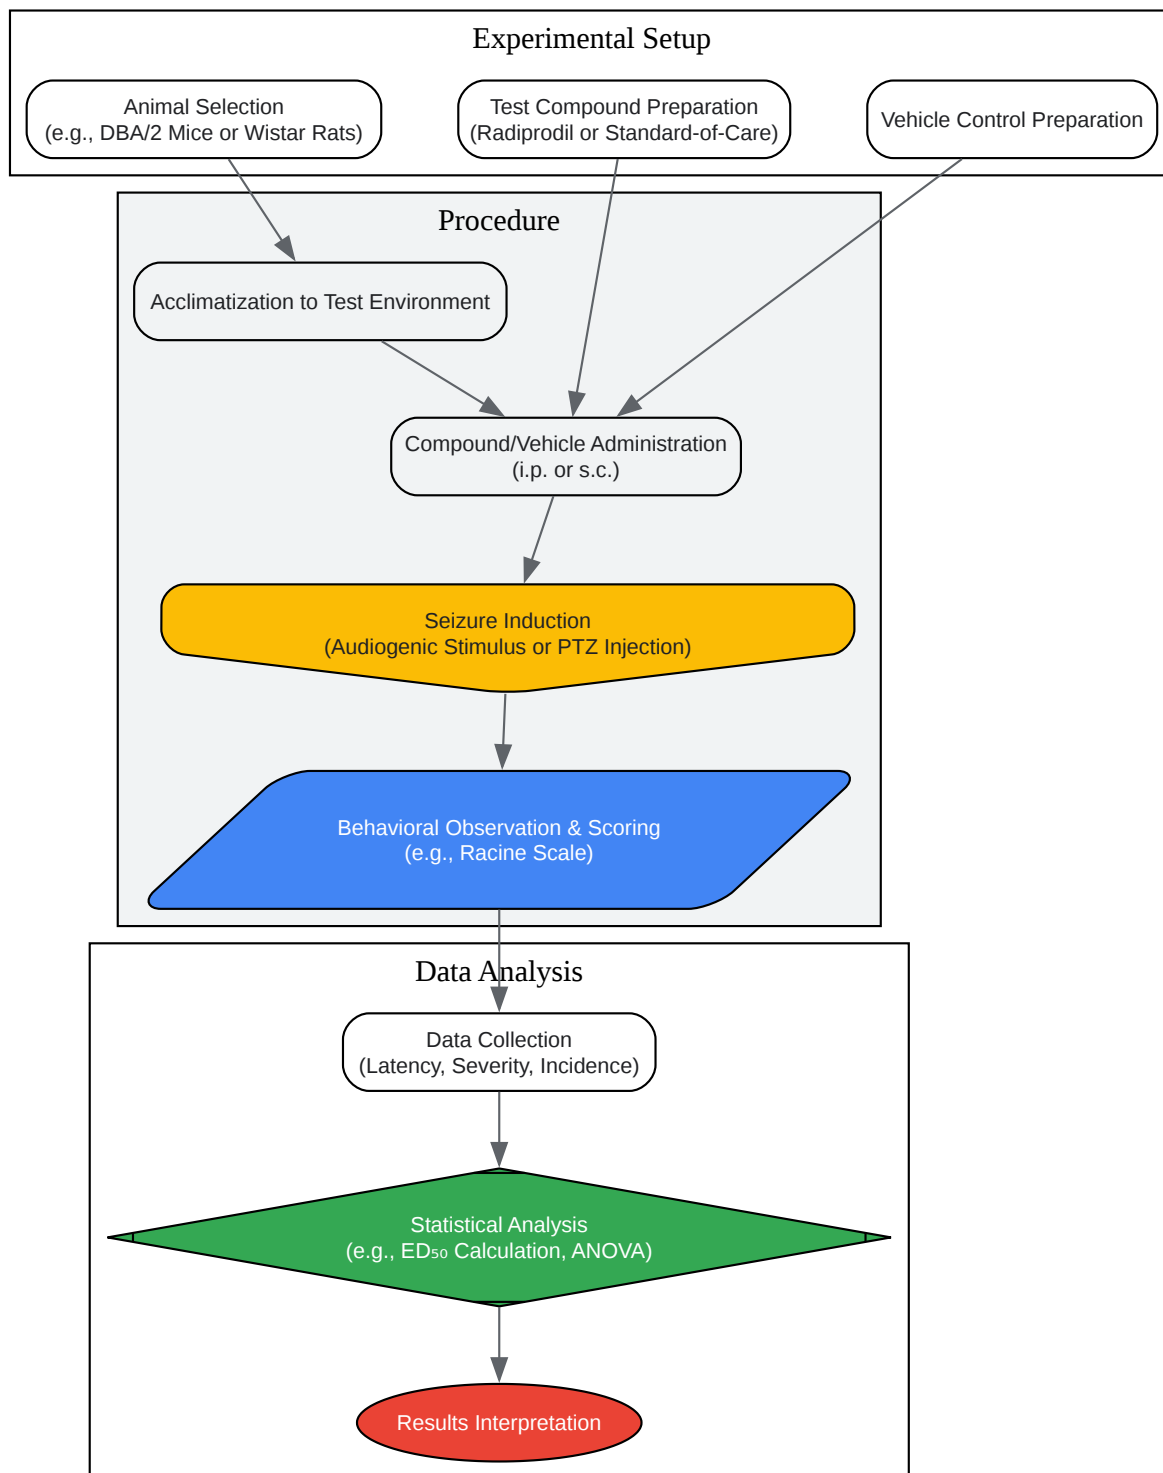 Experimental Setup
Animal Selection
(e.g., DBA/2 Mice or Wistar Rats)
Test Compound Preparation
(Radiprodil or Standard-of-Care)
Vehicle Control Preparation
Procedure
Acclimatization to Test Environment
Compound/Vehicle Administration
(i.p. or s.c.)
Seizure Induction
(Audiogenic Stimulus or PTZ Injection)
Behavioral Observation & Scoring
(e.g., Racine Scale)
Data Analysis
Data Collection
(Latency, Severity, Incidence)
Statistical Analysis
(e.g., ED₅₀ Calculation, ANOVA)
Results Interpretation